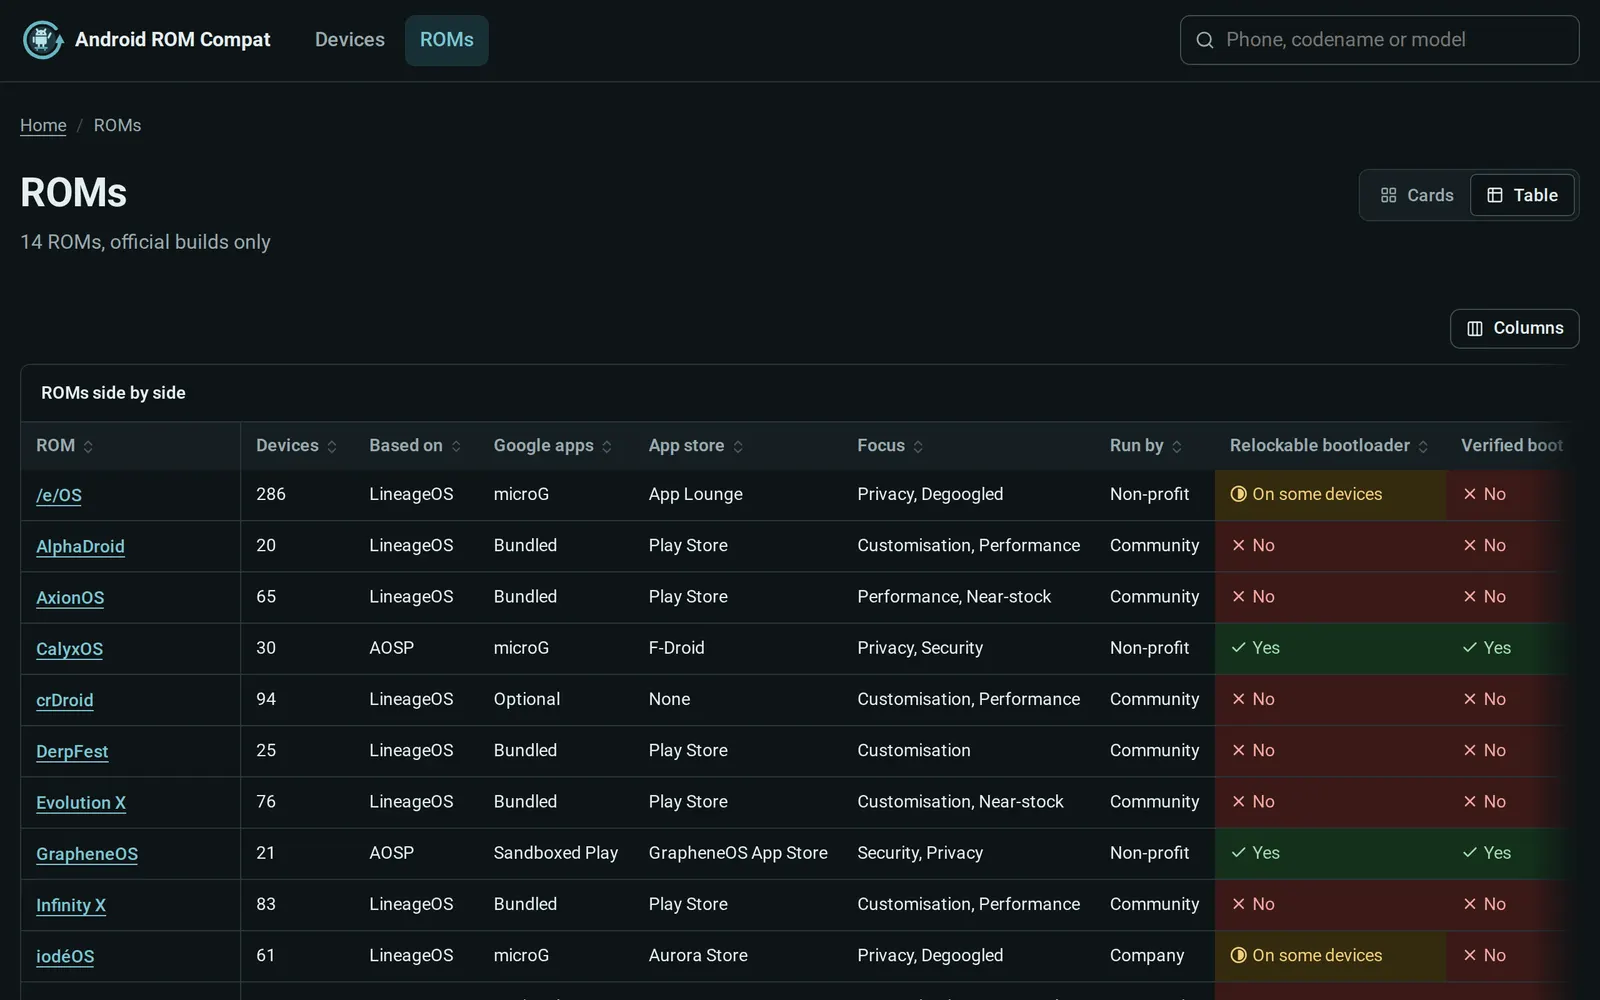 Android ROM Compat Devices ROMs Phone, codename or model
Home / ROMs
ROMs
Cards Table
14 ROMs, official builds only
Columns
ROMs side by side
ROM Devices Based on Google apps App store Focus Run by Relockable bootloader Verified boot
/e/OS 286 LineageOS microG App Lounge Privacy, Degoogled Non-profit On some devices No
AlphaDroid 20 LineageOS Bundled Play Store Customisation, Performance Community No No
AxionOS 65 LineageOS Bundled Play Store Performance, Near-stock Community No No
CalyxOS 30 AOSP microG F-Droid Privacy, Security Non-profit Yes Yes
crDroid 94 LineageOS Optional None Customisation, Performance Community No No
DerpFest 25 LineageOS Bundled Play Store Customisation Community No No
Evolution X 76 LineageOS Bundled Play Store Customisation, Near-stock Community No No
GrapheneOS 21 AOSP Sandboxed Play GrapheneOS App Store Security, Privacy Non-profit Yes Yes
Infinity X 83 LineageOS Bundled Play Store Customisation, Performance Community No No
iodéOS 61 LineageOS microG Aurora Store Privacy, Degoogled Company On some devices No